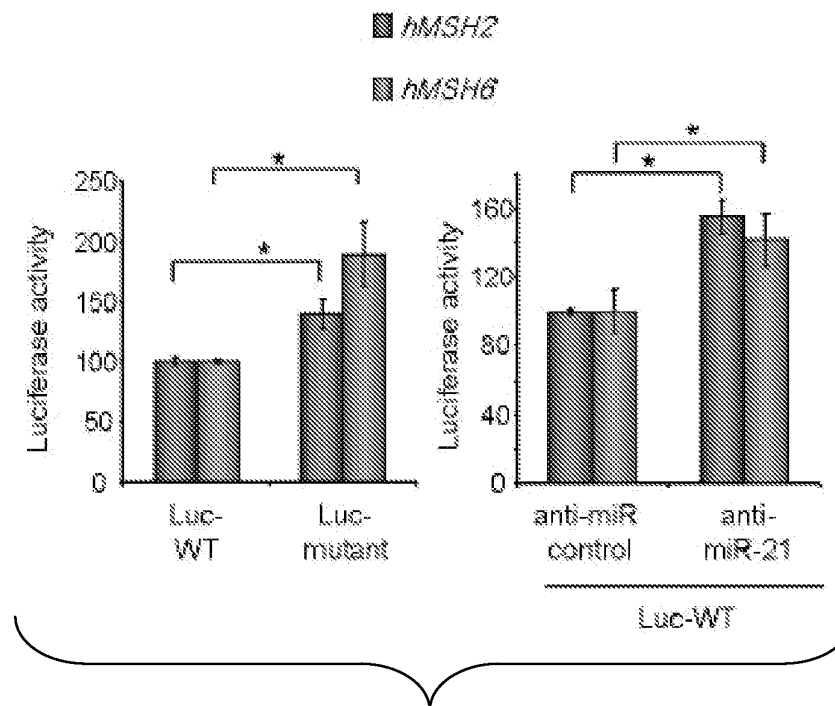 hMSH2
hMSH6
*
*
250
200
150
100
50
0
Luciferase activity
Luc-
WT
Luc-
mutant
*
*
160
120
80
40
0
Luciferase activity
anti-miR
control
anti-
miR-21
Luc-WT